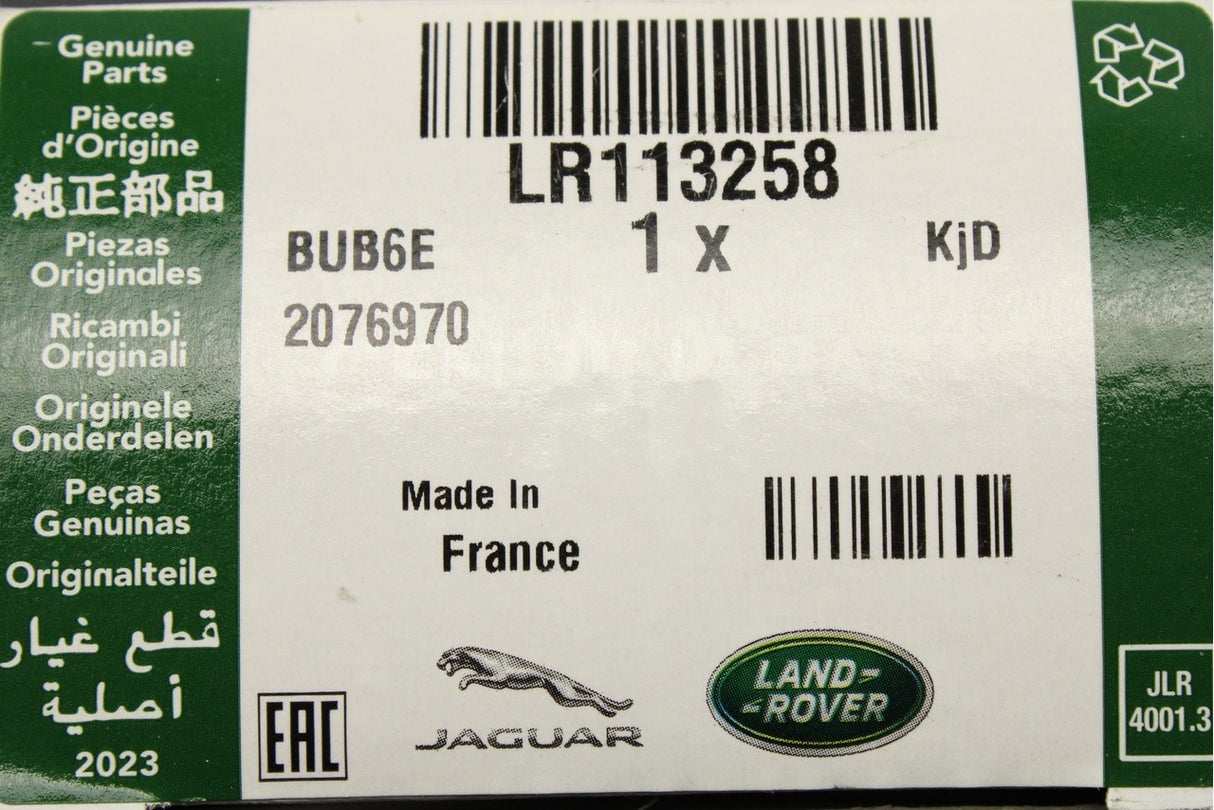 Genuine
Parts
Pièces
d'Origine
純正部品
Piezas
Originales
Ricambi
Originali
Originele
Onderdelen
Peças
Genuinas
Originalteile
قطع غيار
أصلية
2023
LR113258
BUB6E
1 x
KjD
2076970
Made In
France
EAC
JAGUAR
LAND-
-ROVER
JLR
4001.3